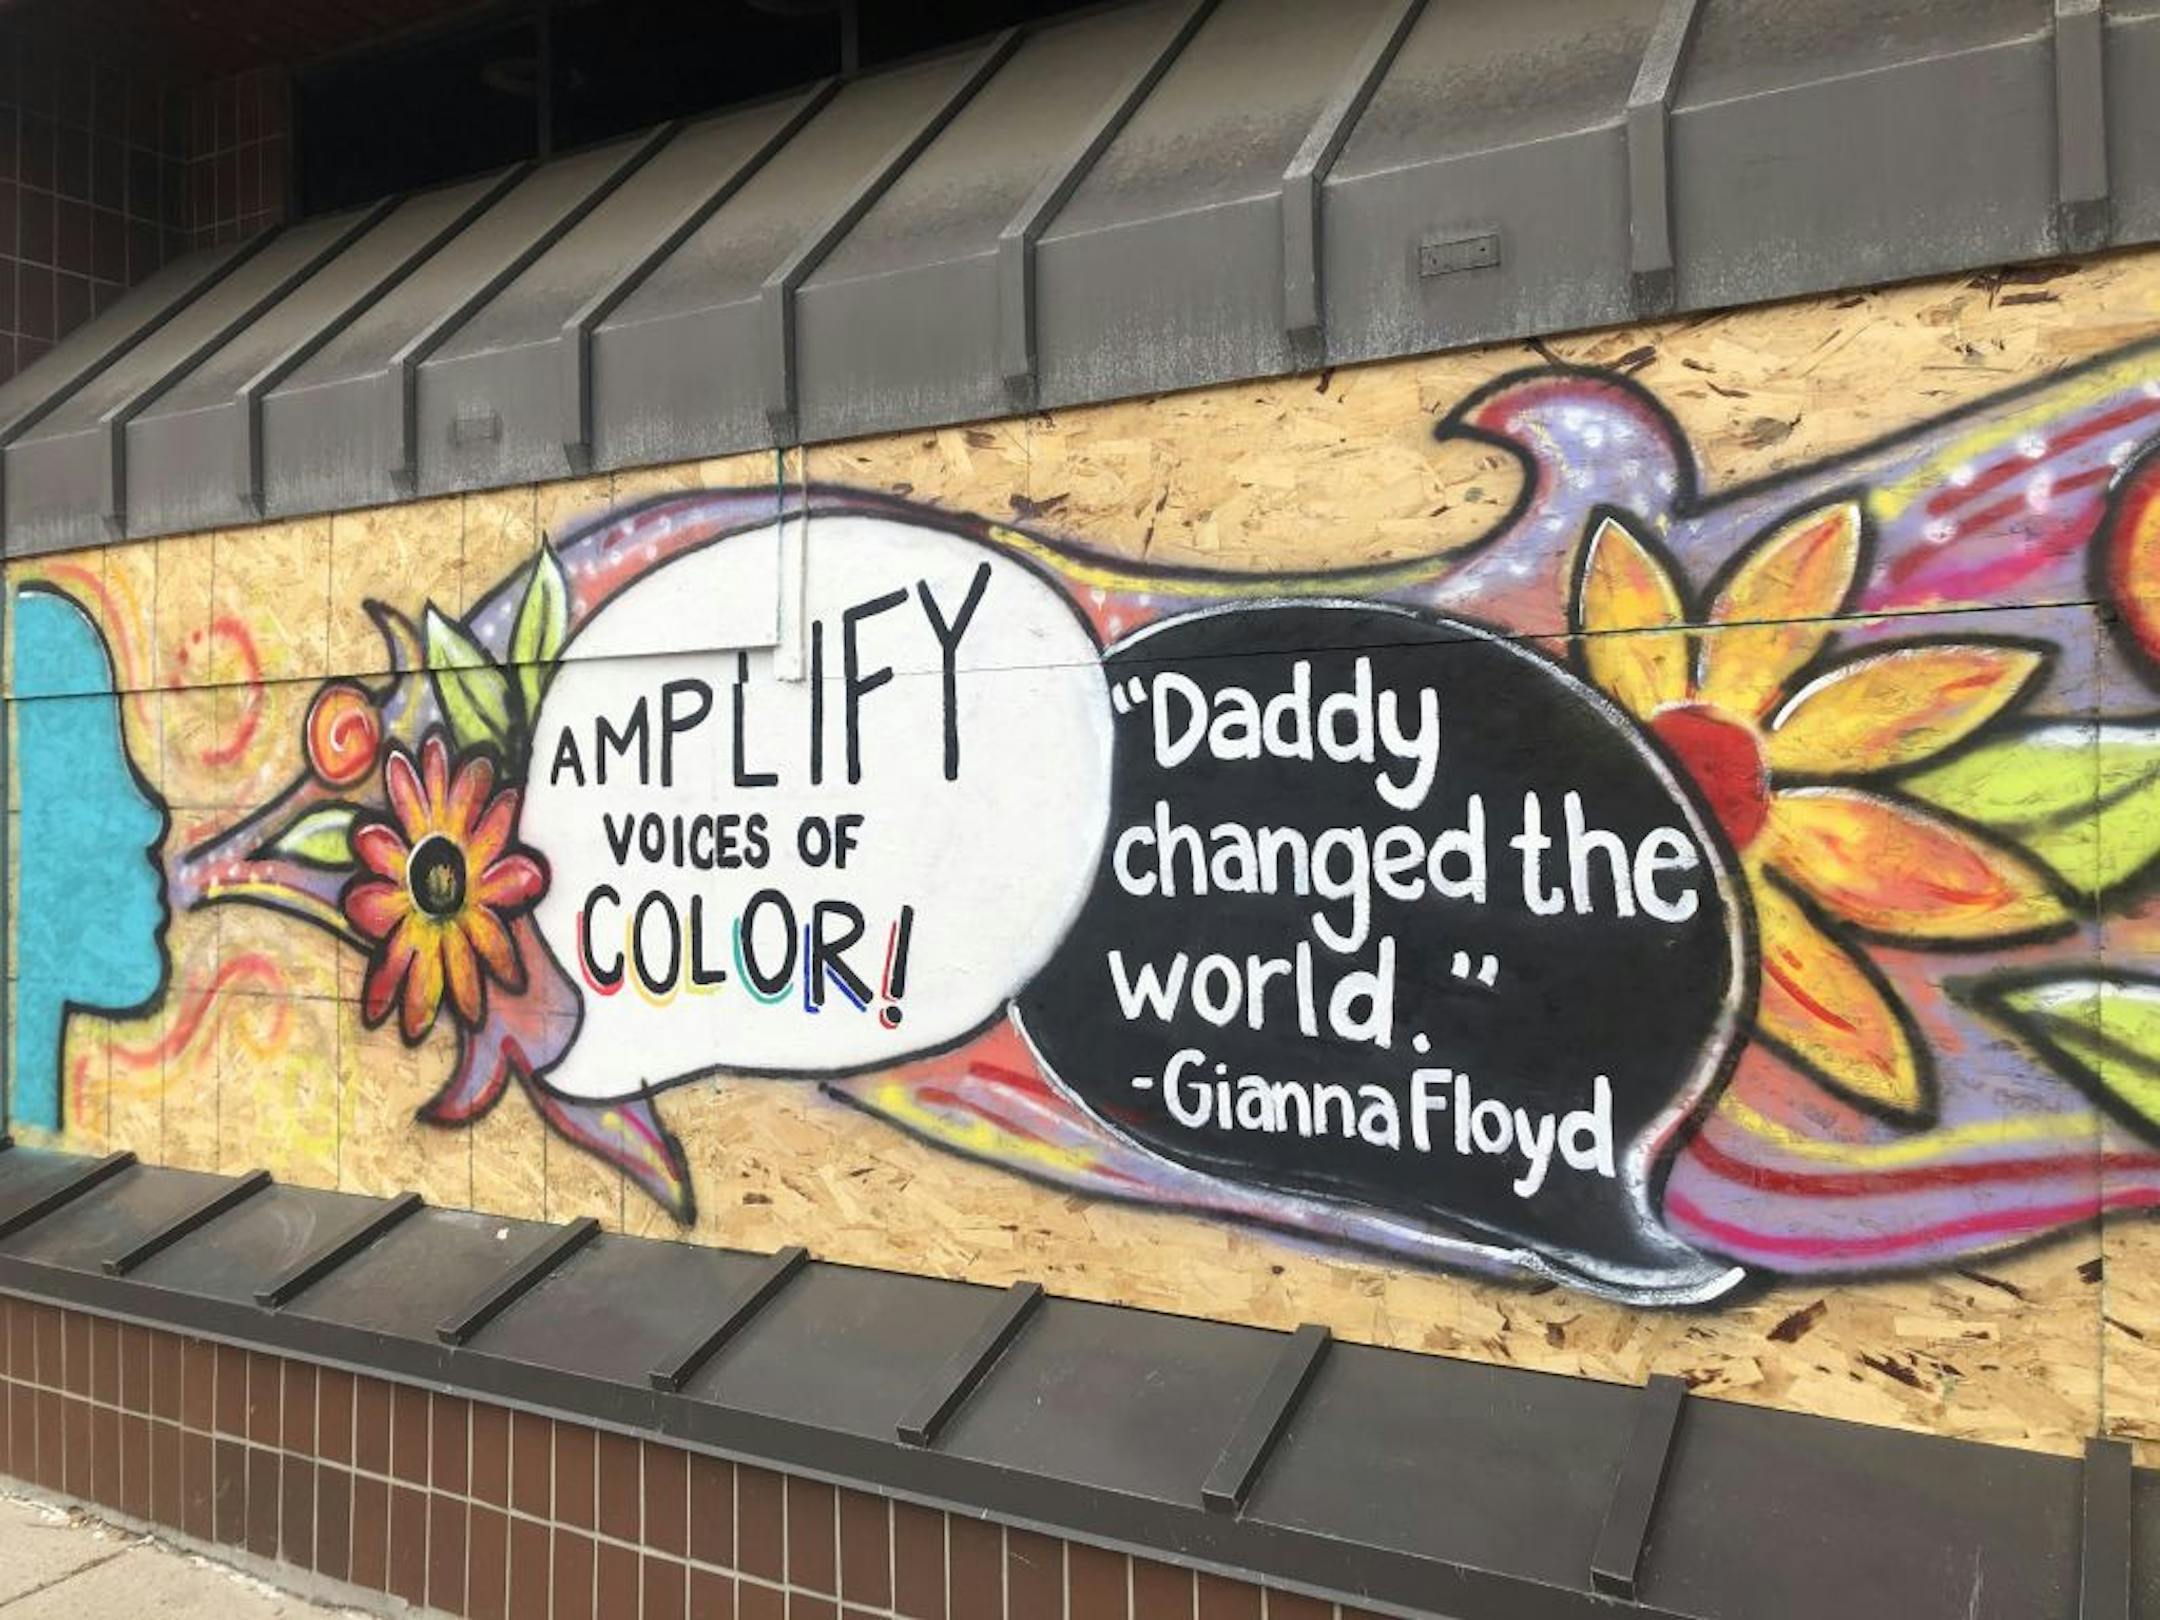 AMPLIFY
VOICES OF
COLOR!
"Daddy
changed the
world."
-Gianna Floyd